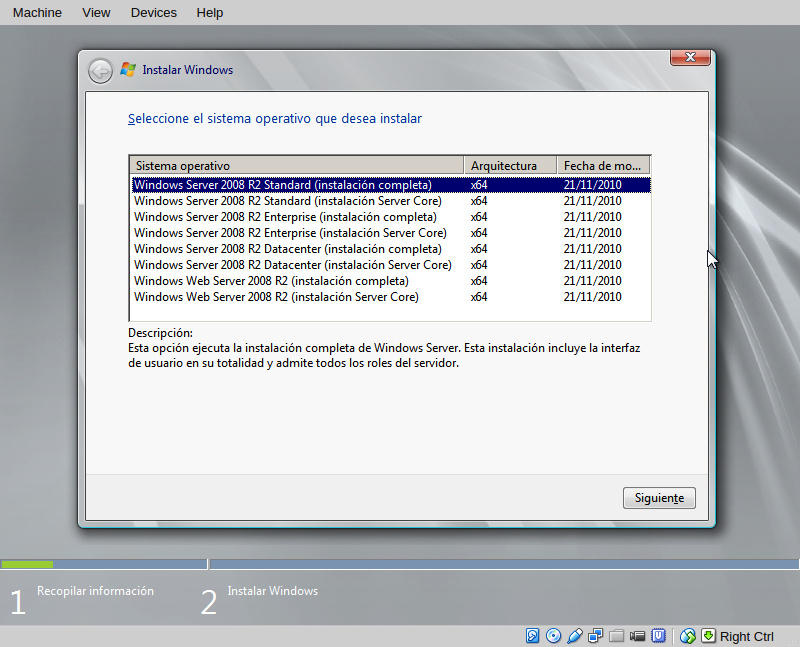 Machine View Devices Help
Instalar Windows
Seleccione el sistema operativo que desea instalar
Sistema operativo Arquitectura Fecha de mo...
Windows Server 2008 R2 Standard (instalación completa) x64 21/11/2010
Windows Server 2008 R2 Standard (instalación Server Core) x64 21/11/2010
Windows Server 2008 R2 Enterprise (instalación completa) x64 21/11/2010
Windows Server 2008 R2 Enterprise (instalación Server Core) x64 21/11/2010
Windows Server 2008 R2 Datacenter (instalación completa) x64 21/11/2010
Windows Server 2008 R2 Datacenter (instalación Server Core) x64 21/11/2010
Windows Web Server 2008 R2 (instalación completa) x64 21/11/2010
Windows Web Server 2008 R2 (instalación Server Core) x64 21/11/2010
Descripción:
Esta opción ejecuta la instalación completa de Windows Server. Esta instalación incluye la interfaz
de usuario en su totalidad y admite todos los roles del servidor.
Siguiente
1 Recopilar información 2 Instalar Windows
Right Ctrl